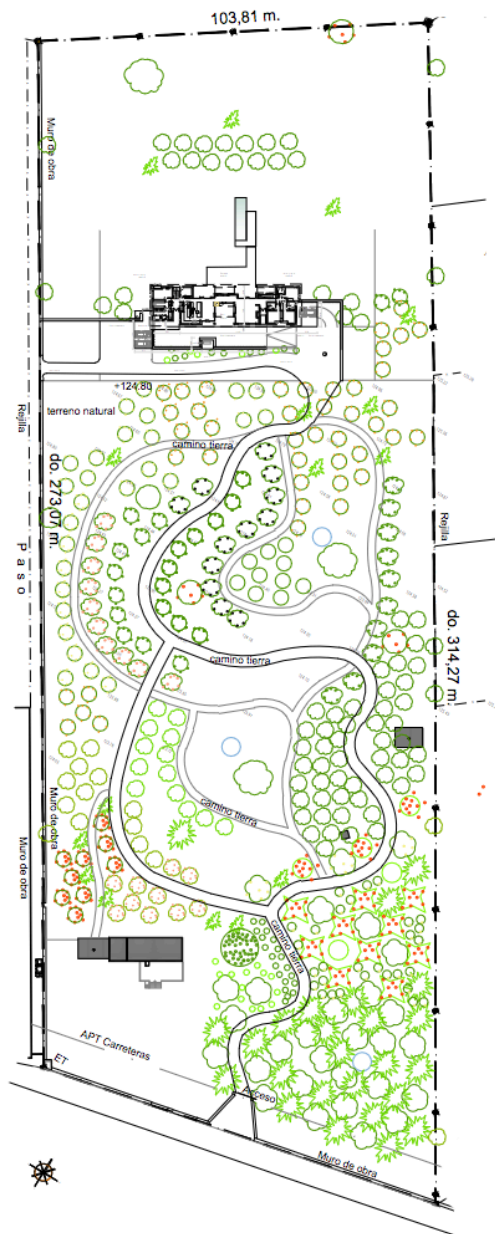 103,81 m.
Muro de obra
+124.80
terreno natural
Rejilla
camino tierra
do. 273,07 m.
Rejilla
Paso
do. 314.27 m
camino tierra
camino tierra
Muro de obra
Muro de obra
camino tierra
APT Carreteras
ET
Acceso
Muro de obra